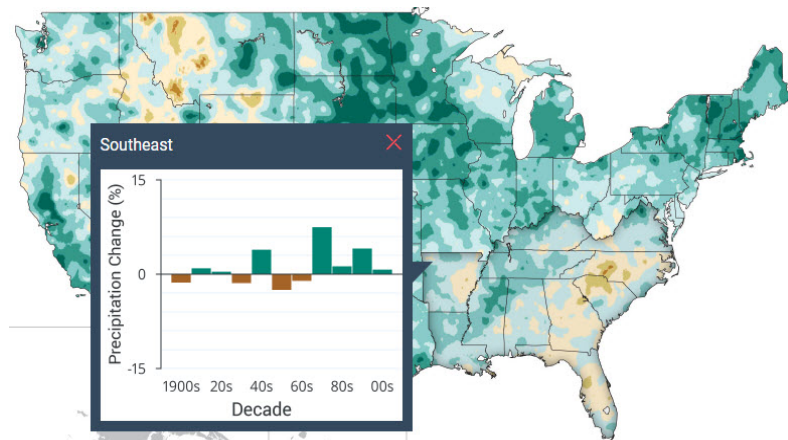 Southeast
15
0
-15
Precipitation Change (%)
1900s 20s 40s 60s 80s 00s
Decade